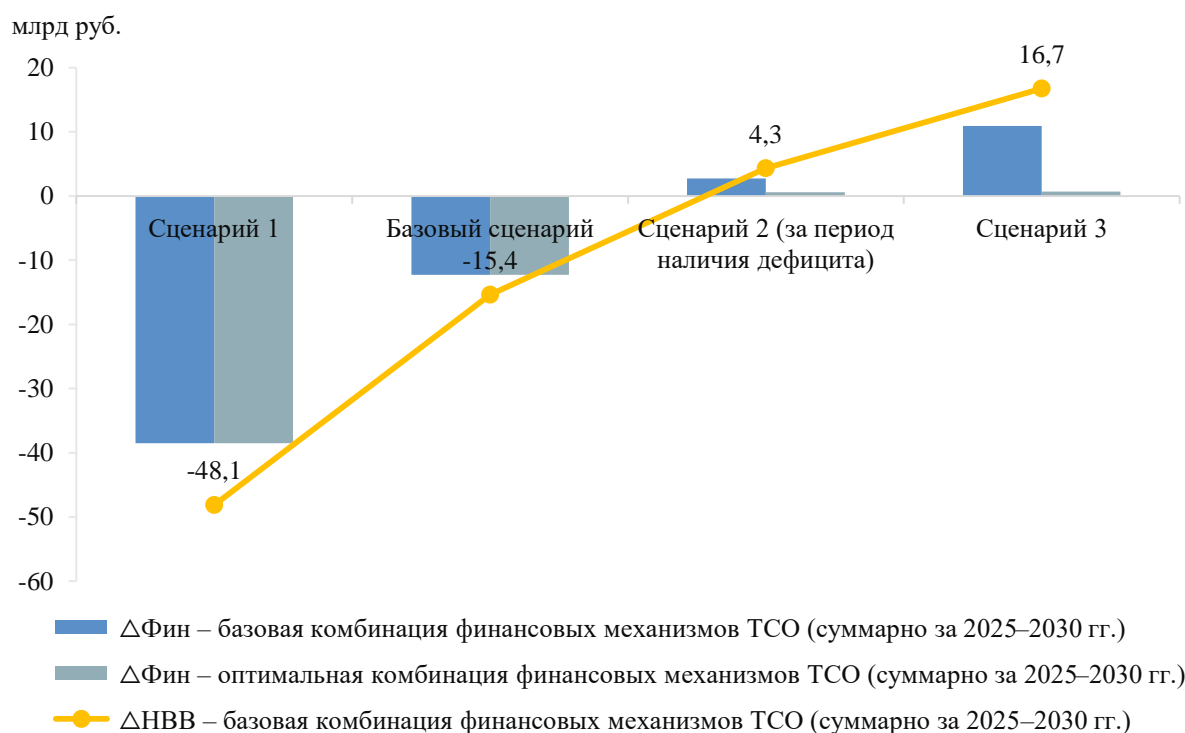 млрд руб.
20
16,7
10
4,3
0
Сценарий 1
Базовый сценарий
Сценарий 2 (за период
наличия дефицита)
Сценарий 3
-10
-15,4
-20
-30
-40
-48,1
-50
-60
△Фин – базовая комбинация финансовых механизмов ТСО (суммарно за 2025–2030 гг.)
△Фин – оптимальная комбинация финансовых механизмов ТСО (суммарно за 2025–2030 гг.)
△НВВ – базовая комбинация финансовых механизмов ТСО (суммарно за 2025–2030 гг.)